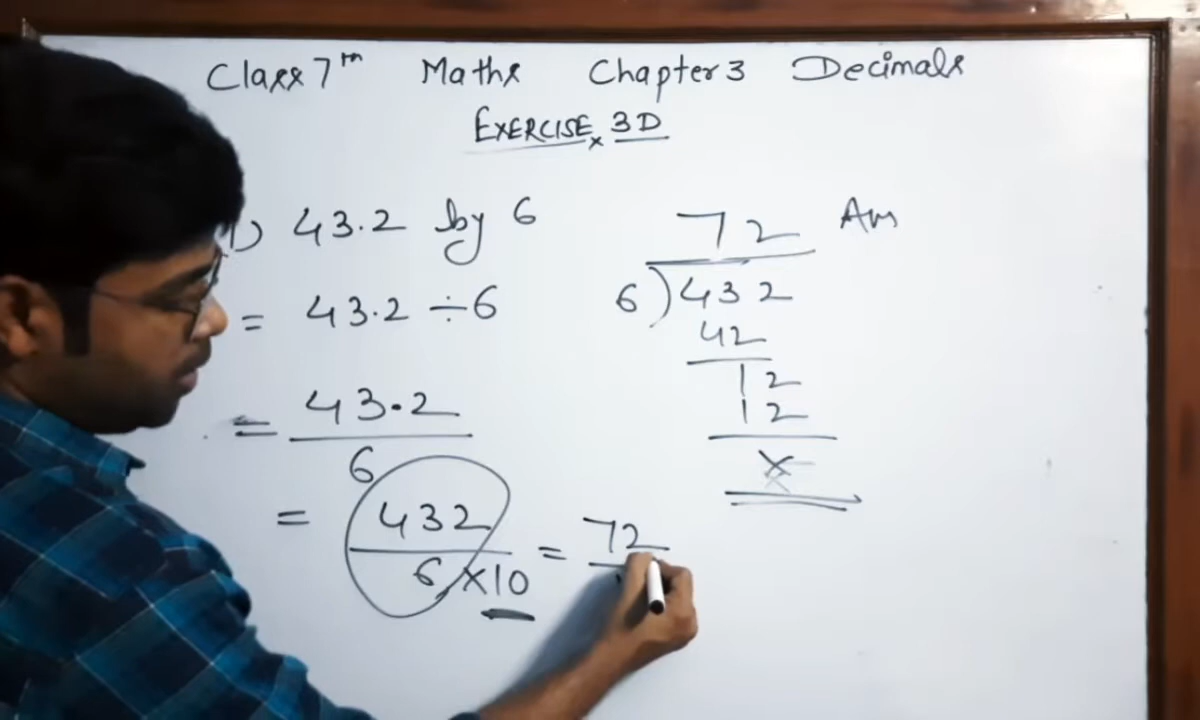 Class 7th Maths Chapter 3 Decimals
EXERCISE 3D
1) 43.2 by 6
= 43.2 ÷ 6
= 43.2
6
= 432
6 × 10
= 72
72 Ans
6 ) 432
42
12
12
×